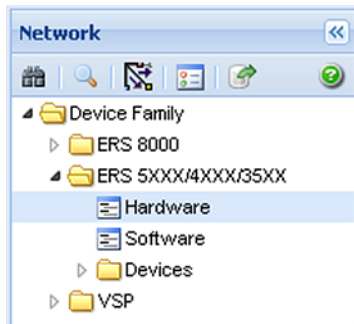 Network
Device Family
ERS 8000
ERS 5XXX/4XXX/35XX
Hardware
Software
Devices
VSP